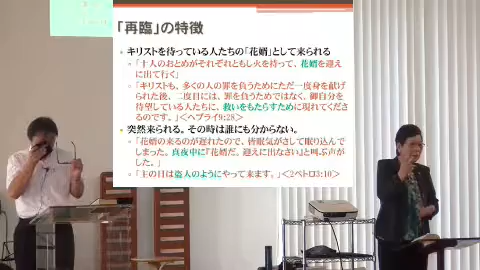 「再臨」の特徴
キリストを待っている人たちの「花婿」として来られる
「十人のおとめがそれぞれともし火を持って、花婿を迎え
に出て行く」
「キリストも、多くの人の罪を負うためにただ一度身を献げ
られた後、二度目には、罪を負うためではなく、御自分を
待望している人たちに、救いをもたらすために現れてくださ
るのです。」<ヘブライ9:28>
突然来られる。その時は誰にも分からない。
「花婿の来るのが遅れたので、皆眠気がさして眠り込んで
しまった。真夜中に『花婿だ。迎えに出なさい』と叫ぶ声が
した。」
「主の日は盗人のようにやって来ます。」<2ペトロ3:10>